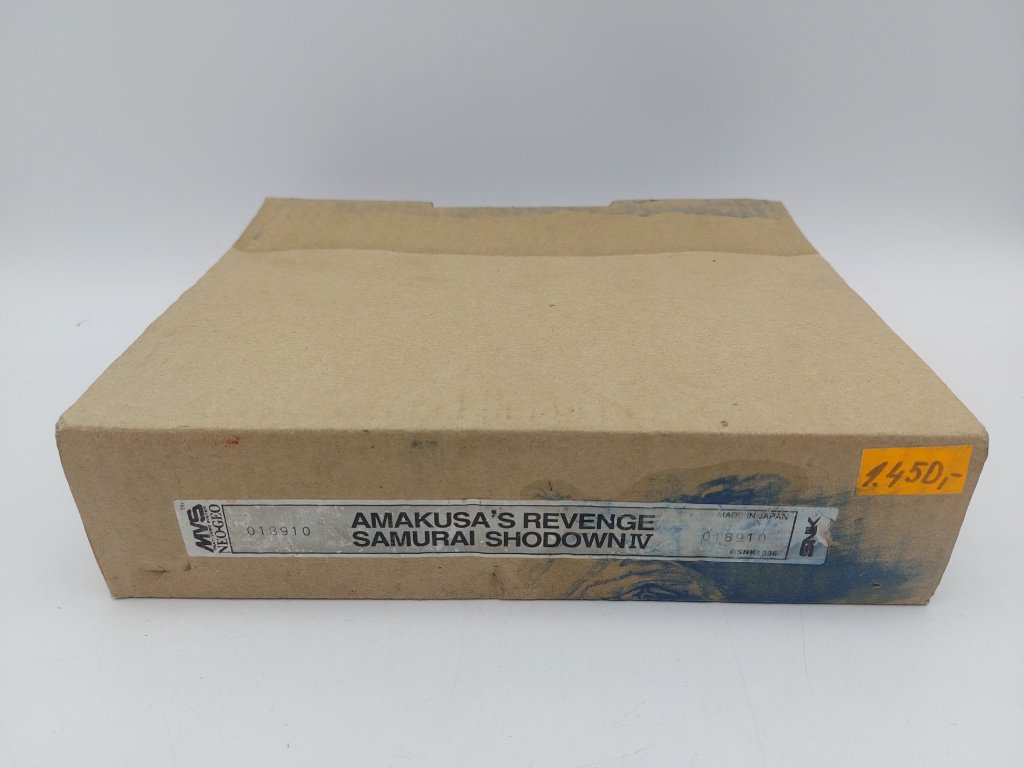 1.450,-
MVS
NEO·GEO
018910
AMAKUSA'S REVENGE
SAMURAI SHODOWN IV
MADE IN JAPAN
018910
©SNK 1996
SNK